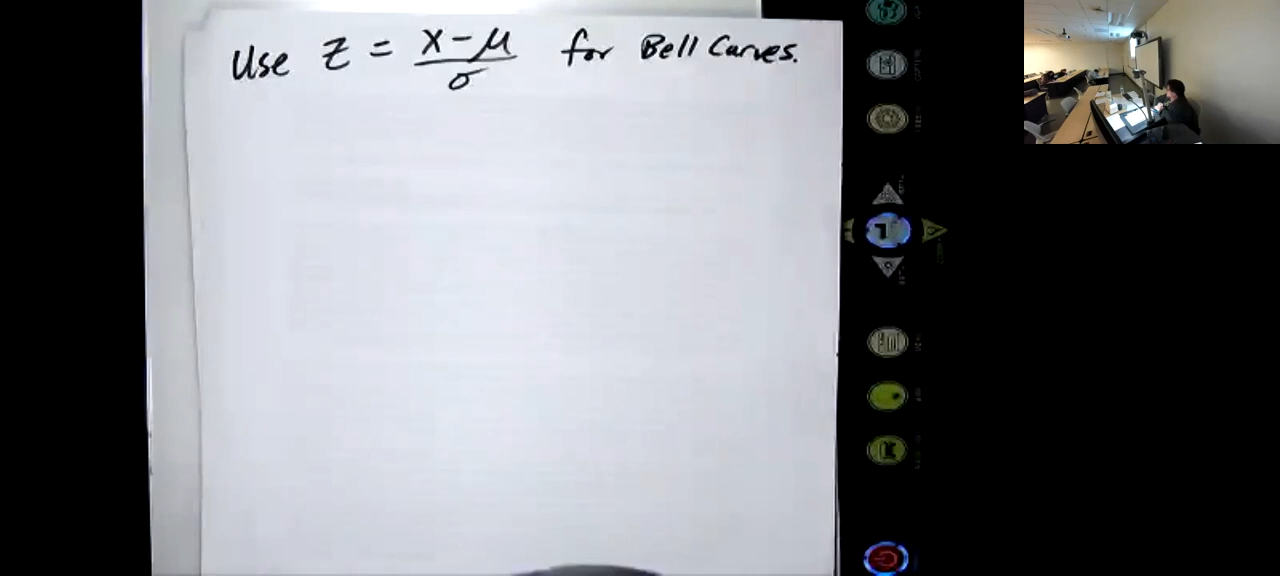 Use z = x - μ / σ for Bell Curves.